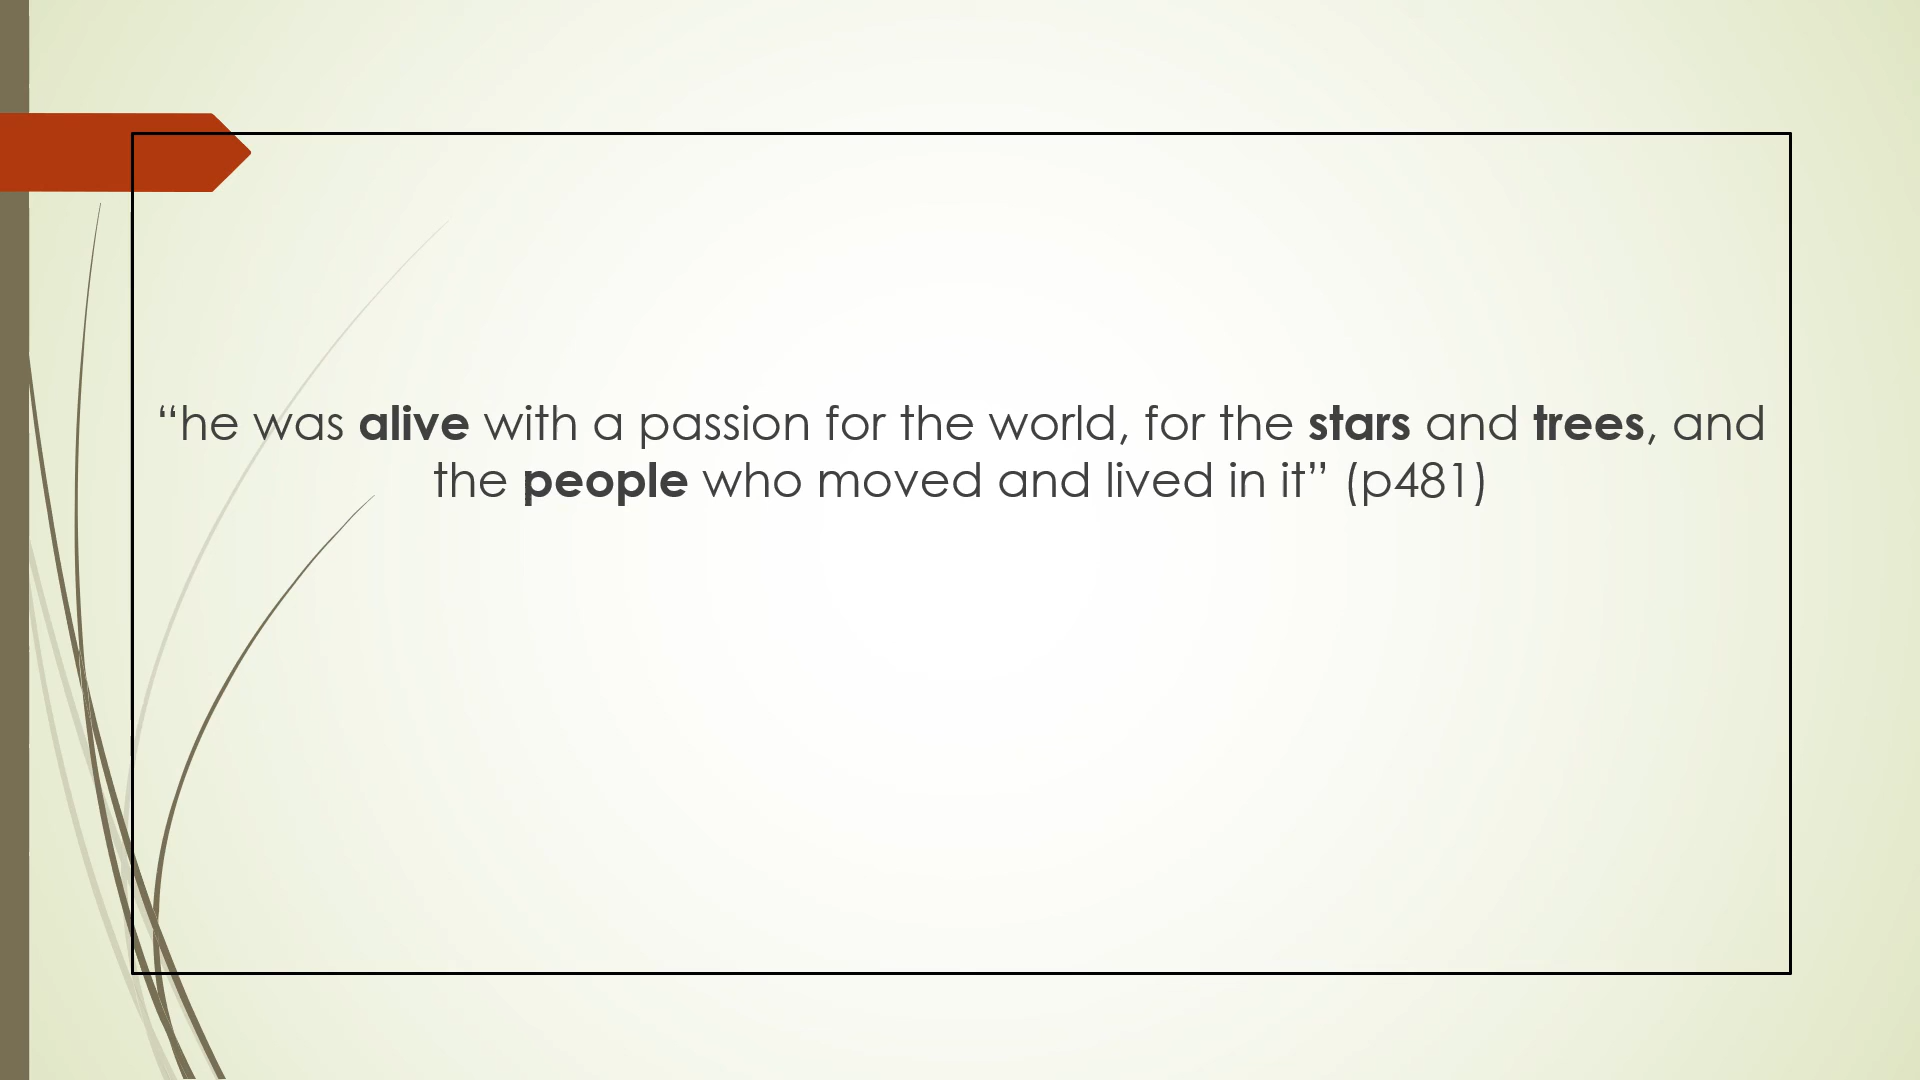 “he was alive with a passion for the world, for the stars and trees, and
the people who moved and lived in it” (p481)